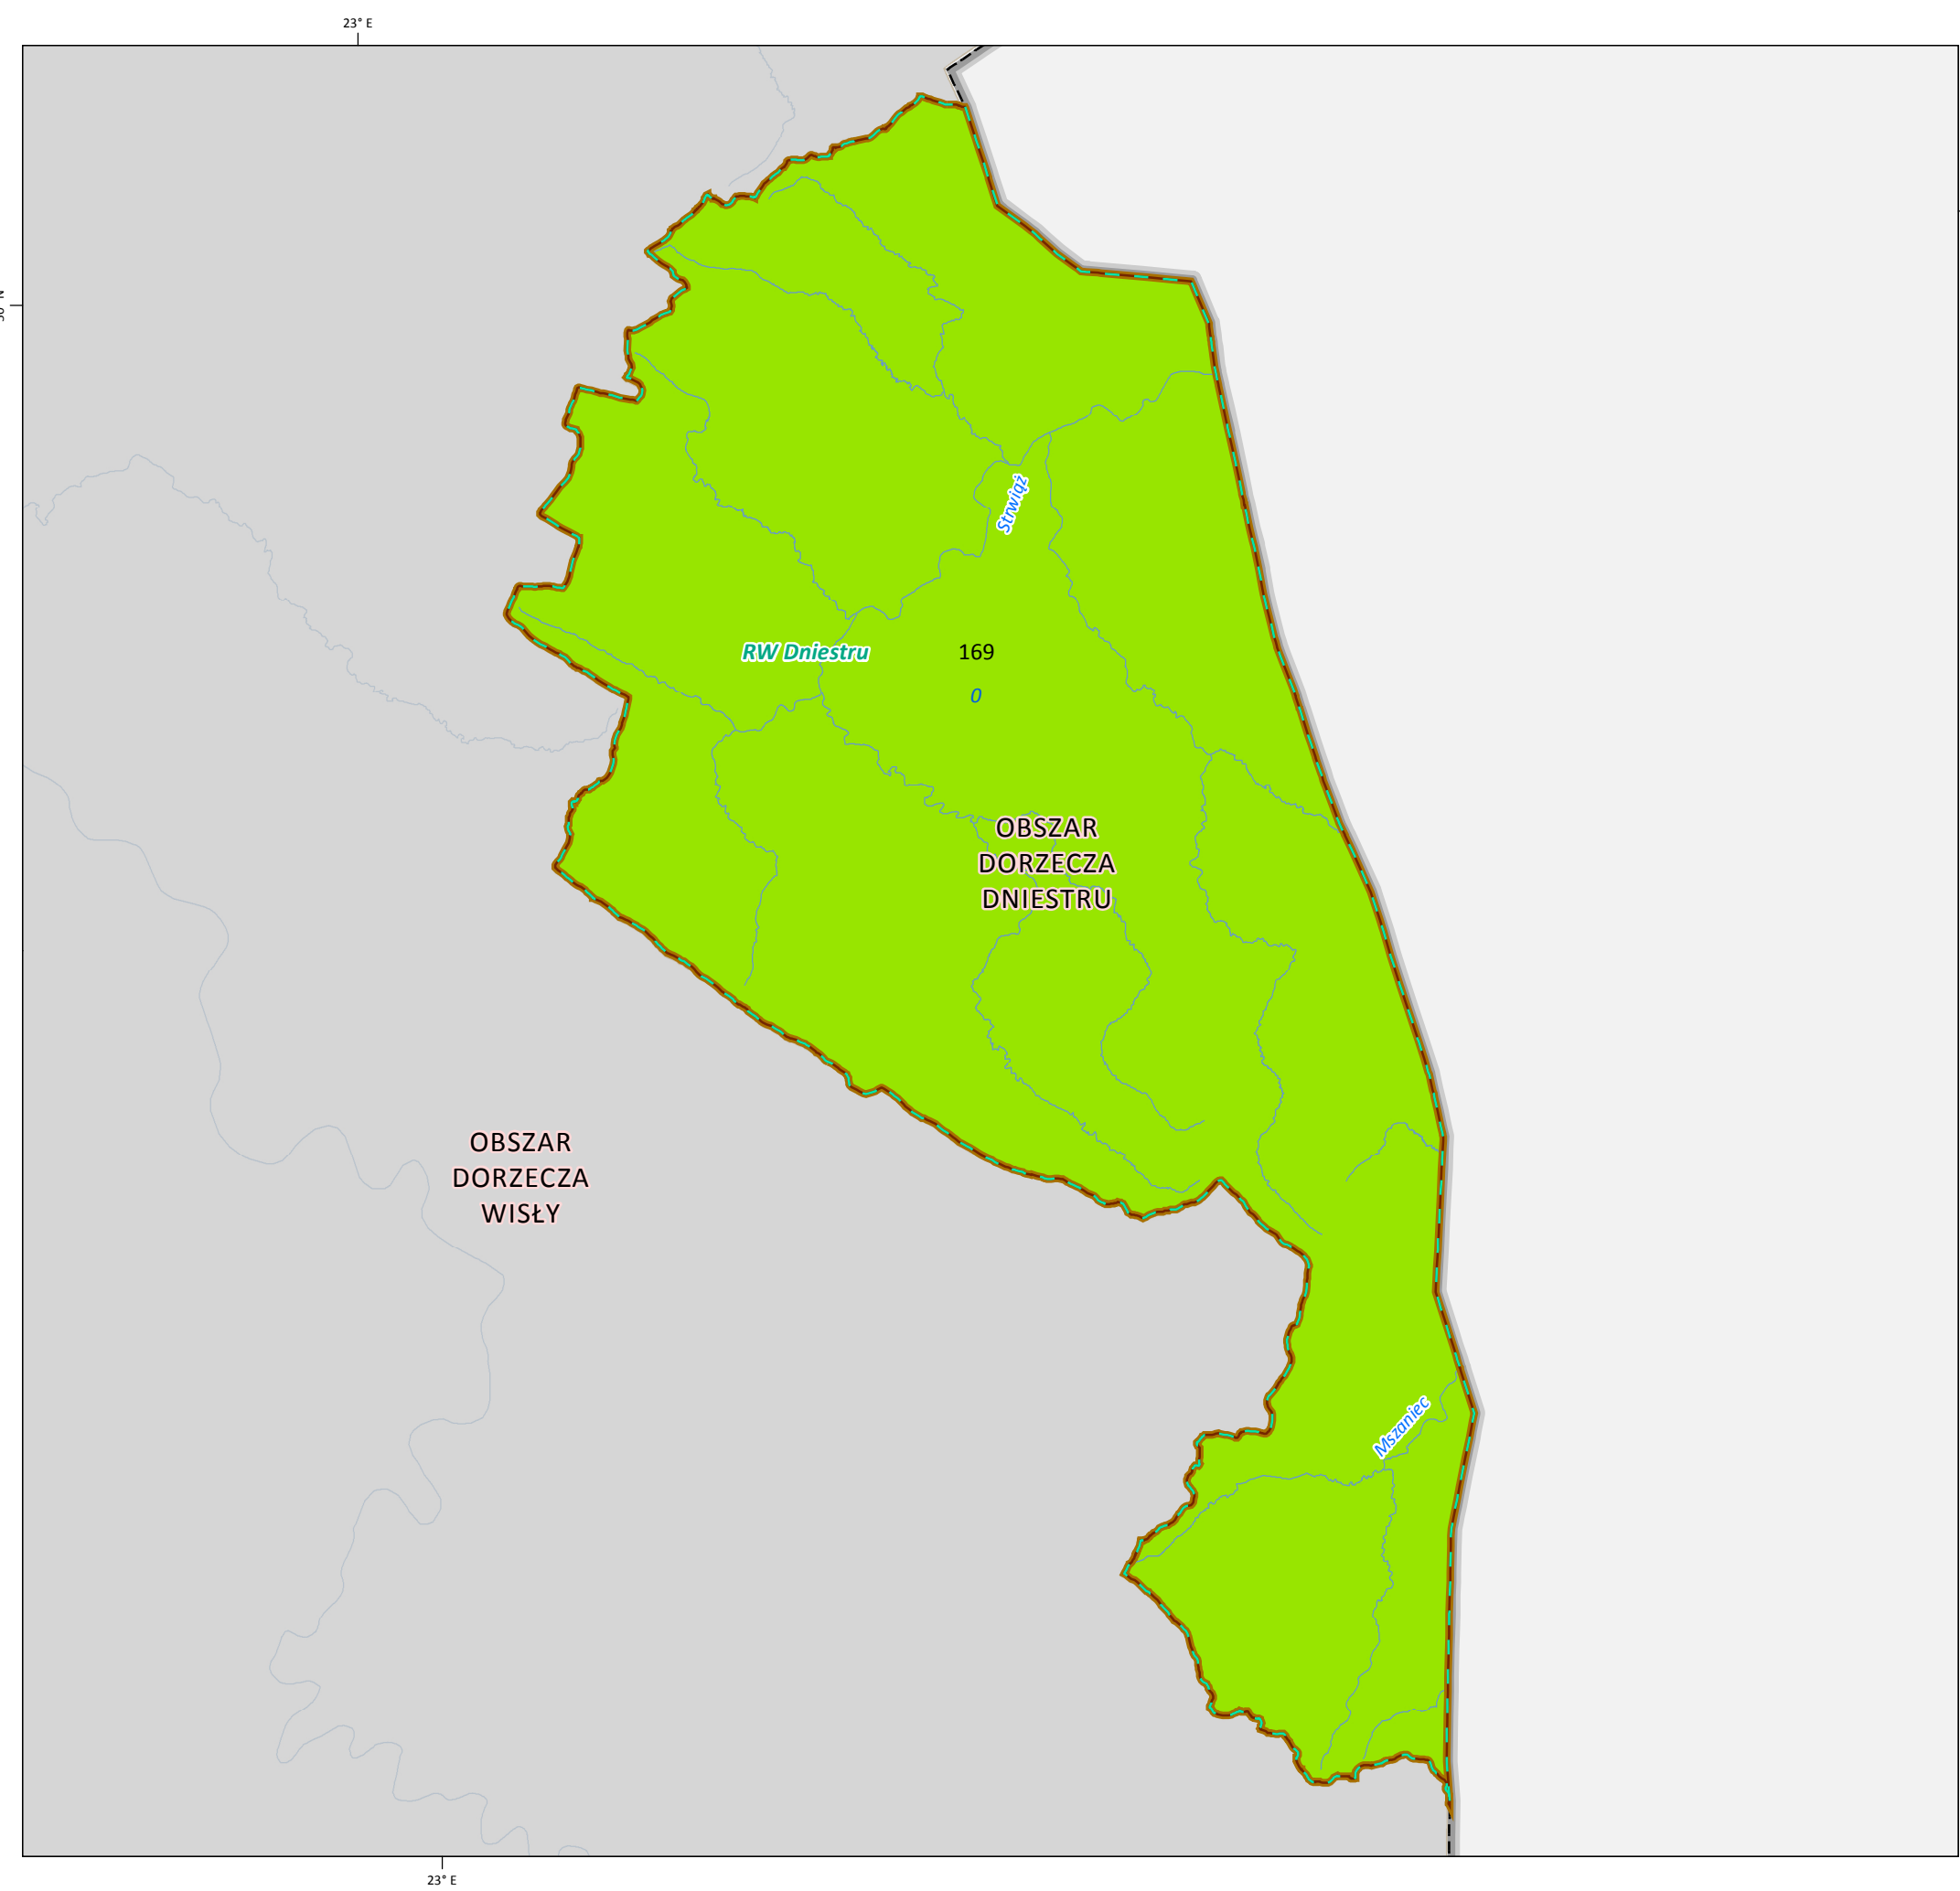 23° E
Strwiąż
RW Dniestru
169
0
OBSZAR
DORZECZA
DNIESTRU
OBSZAR
DORZECZA
WISŁY
Mszaniec
23° E